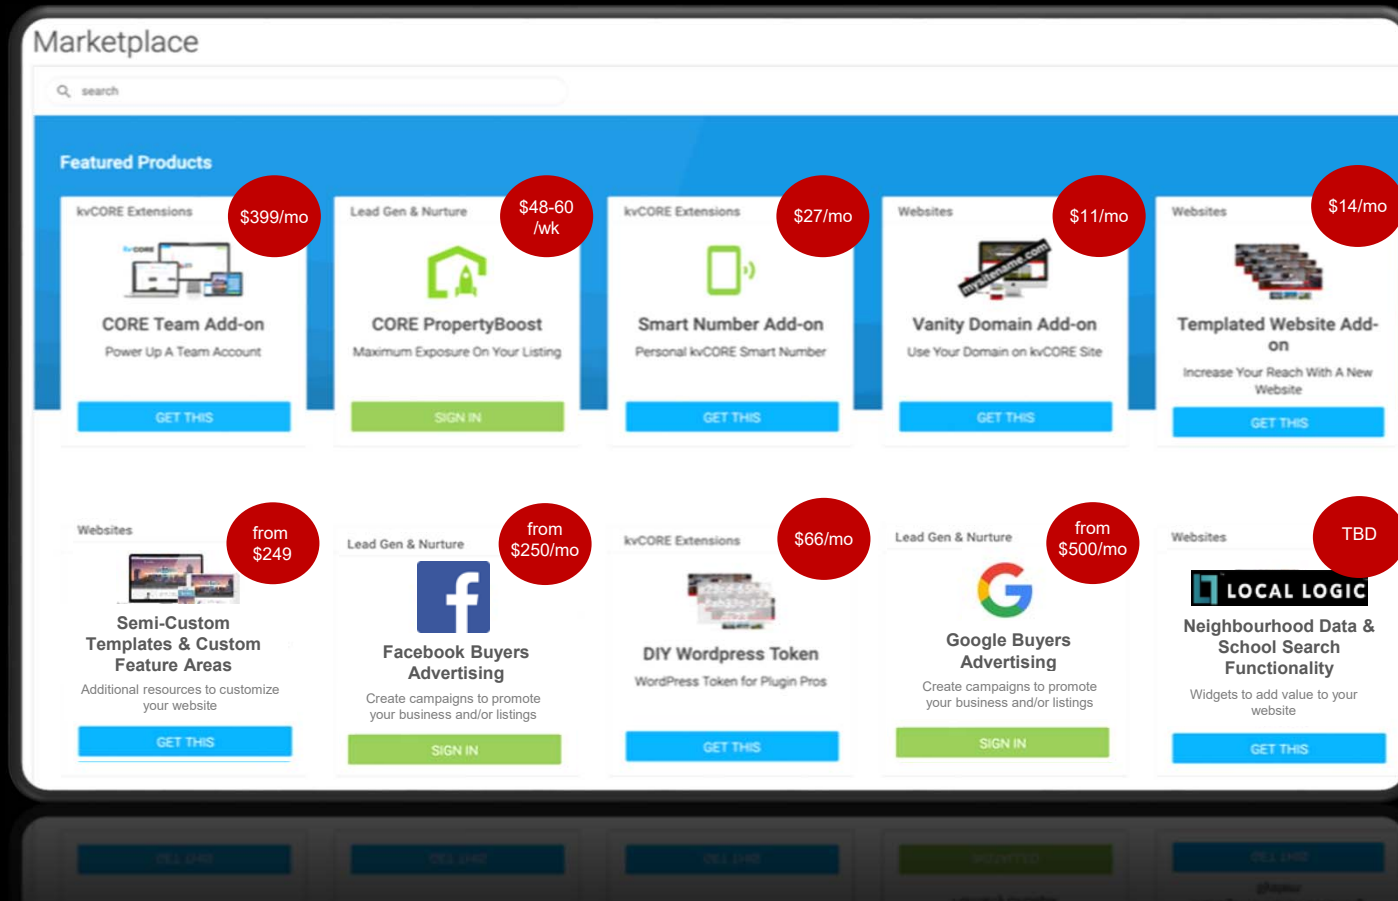 Marketplace
search
Featured Products
kvCORE Extensions
$399/mo
CORE Team Add-on
Power Up A Team Account
GET THIS
Lead Gen & Nurture
$48-60
/wk
CORE PropertyBoost
Maximum Exposure On Your Listing
SIGN IN
kvCORE Extensions
$27/mo
Smart Number Add-on
Personal kvCORE Smart Number
GET THIS
Websites
$11/mo
mysitename.com
Vanity Domain Add-on
Use Your Domain on kvCORE Site
GET THIS
Websites
$14/mo
Templated Website Add-
on
Increase Your Reach With A New
Website
GET THIS
Websites
from
$249
Semi-Custom
Templates & Custom
Feature Areas
Additional resources to customize
your website
GET THIS
Lead Gen & Nurture
from
$250/mo
Facebook Buyers
Advertising
Create campaigns to promote
your business and/or listings
SIGN IN
kvCORE Extensions
$66/mo
DIY Wordpress Token
WordPress Token for Plugin Pros
GET THIS
Lead Gen & Nurture
from
$500/mo
Google Buyers
Advertising
Create campaigns to promote
your business and/or listings
SIGN IN
Websites
TBD
LOCAL LOGIC
Neighbourhood Data &
School Search
Functionality
Widgets to add value to your
website
GET THIS